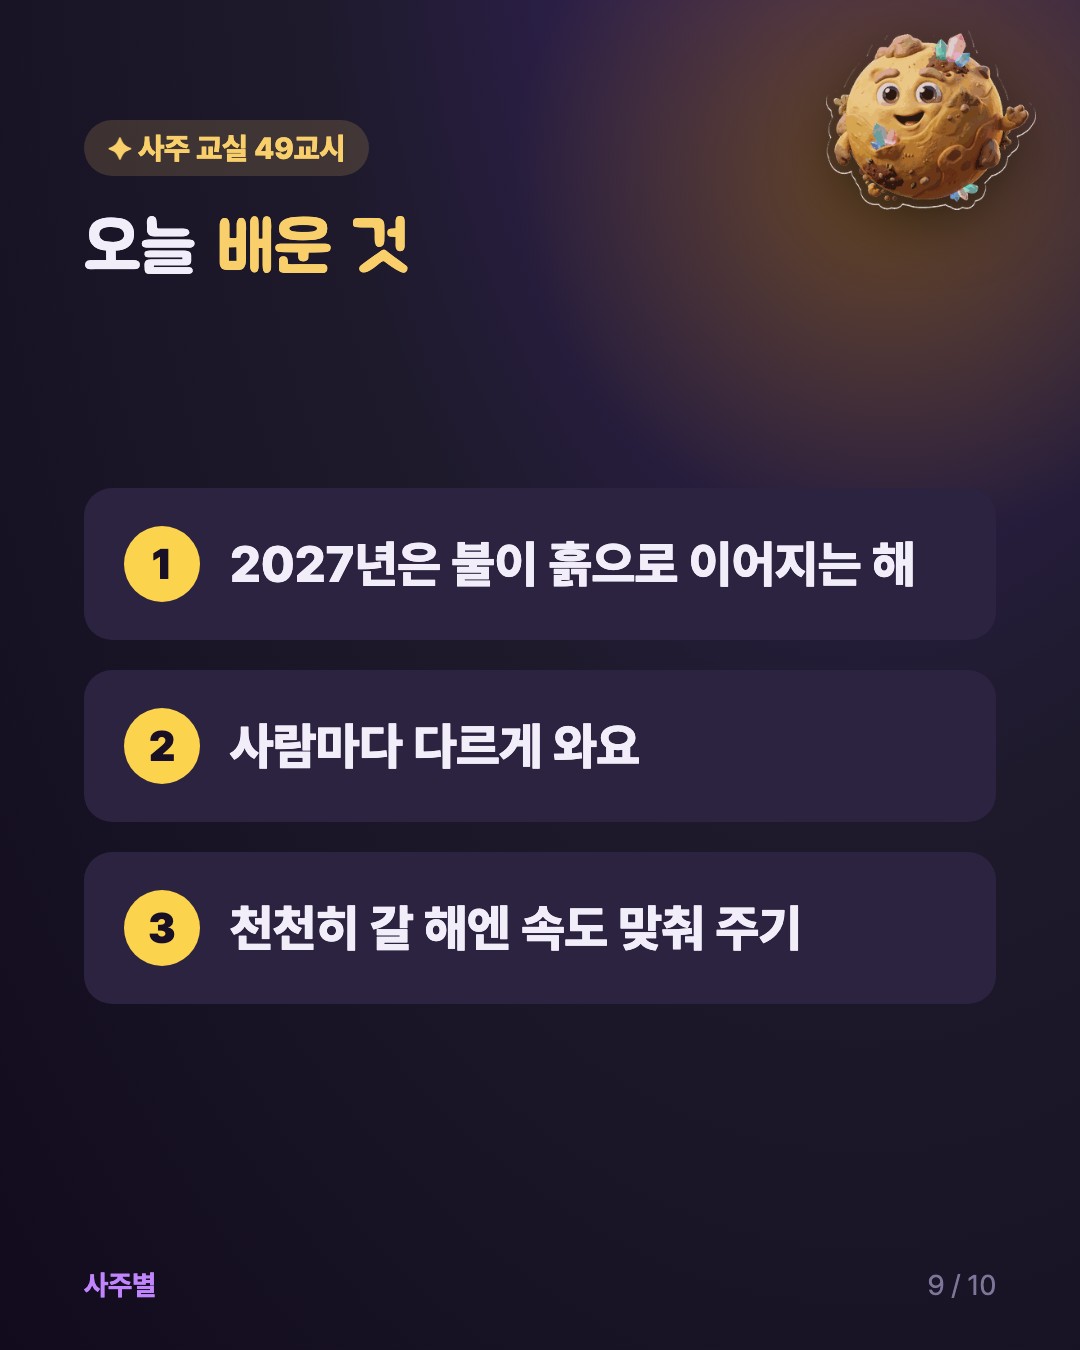 ✦ 사주 교실 49교시
오늘 배운 것
1 2027년은 불이 흙으로 이어지는 해
2 사람마다 다르게 와요
3 천천히 갈 해엔 속도 맞춰 주기
사주별
9 / 10